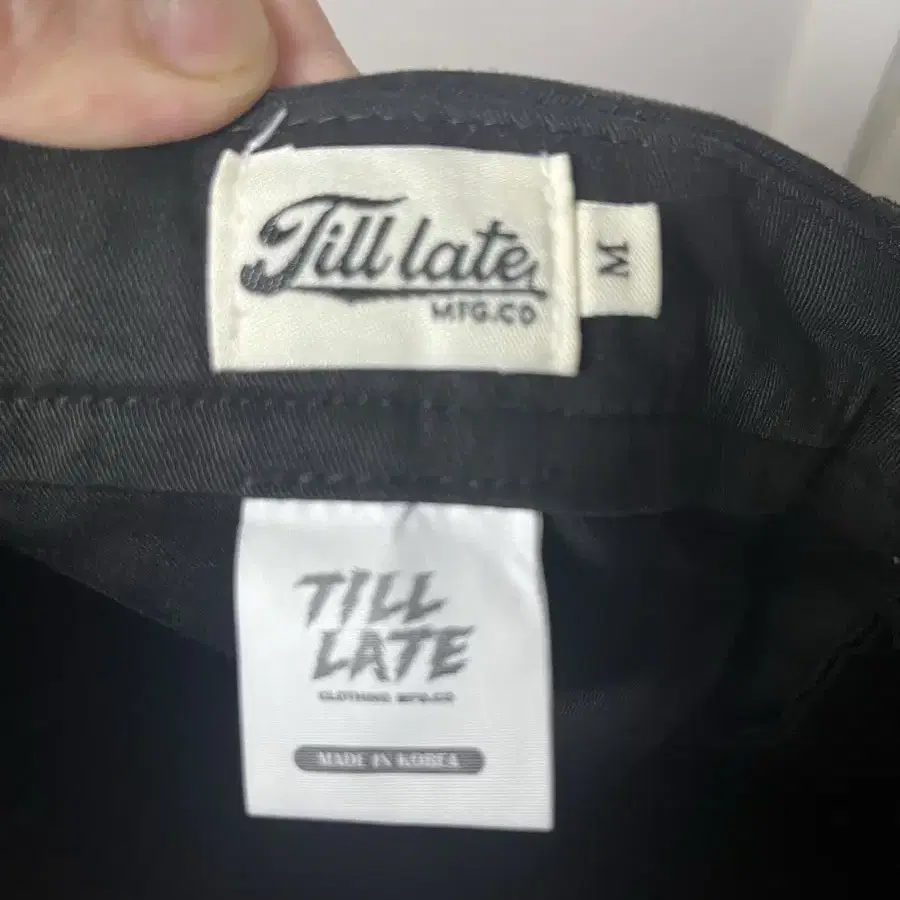 Till late
MFG.CO
M
TILL
LATE
CLOTHING MFG.CO
MADE IN KOREA